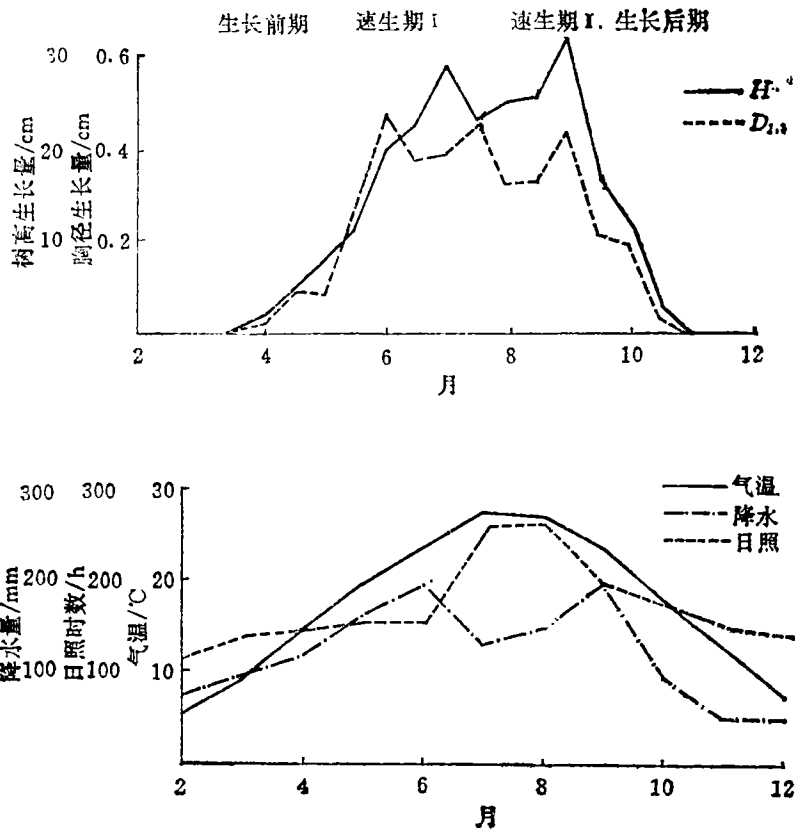 生长前期 速生期 I 速生期 II. 生长后期
30 0.6
20 0.4
10 0.2
树高生长量/cm
胸径生长量/cm
H
D1.3
2 4 6 8 10 12
月
300 300 30
200 200 20
100 100 10
降水量/mm
日照时数/h
气温/℃
气温
降水
日照
2 4 6 8 10 12
月